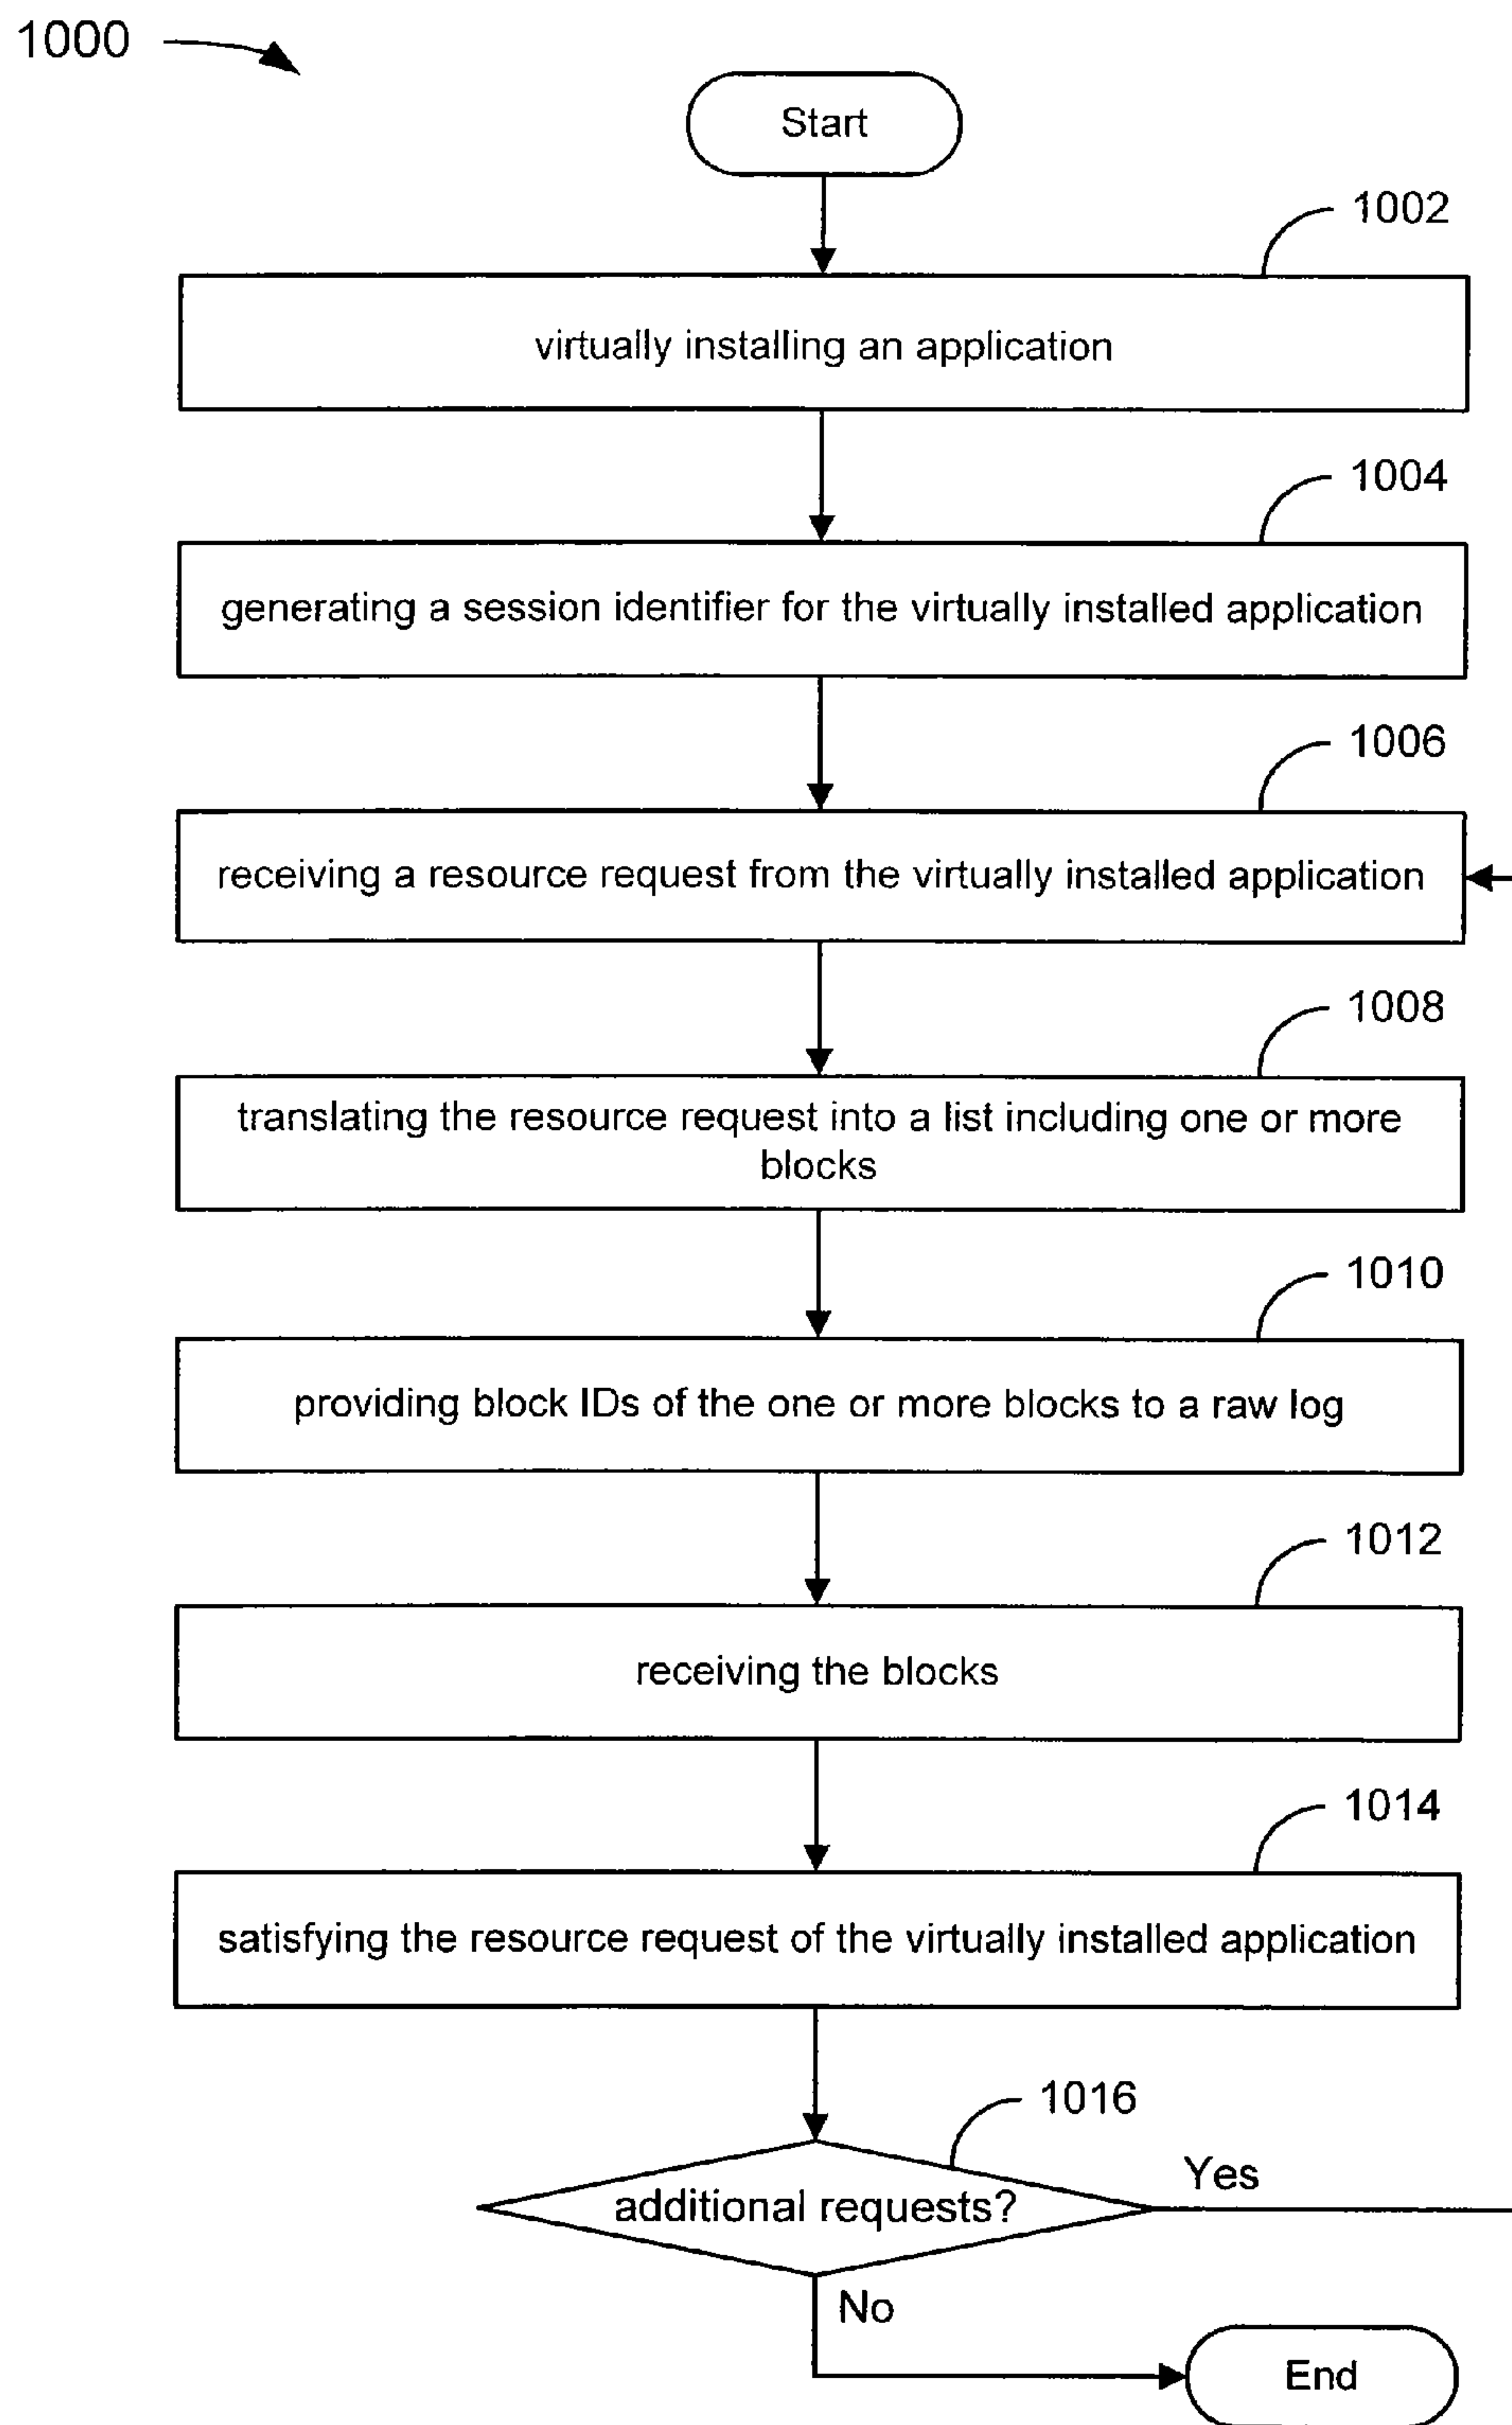 1000
Start
1002
virtually installing an application
1004
generating a session identifier for the virtually installed application
1006
receiving a resource request from the virtually installed application
1008
translating the resource request into a list including one or more
blocks
1010
providing block IDs of the one or more blocks to a raw log
1012
receiving the blocks
1014
satisfying the resource request of the virtually installed application
1016
additional requests?
Yes
No
End